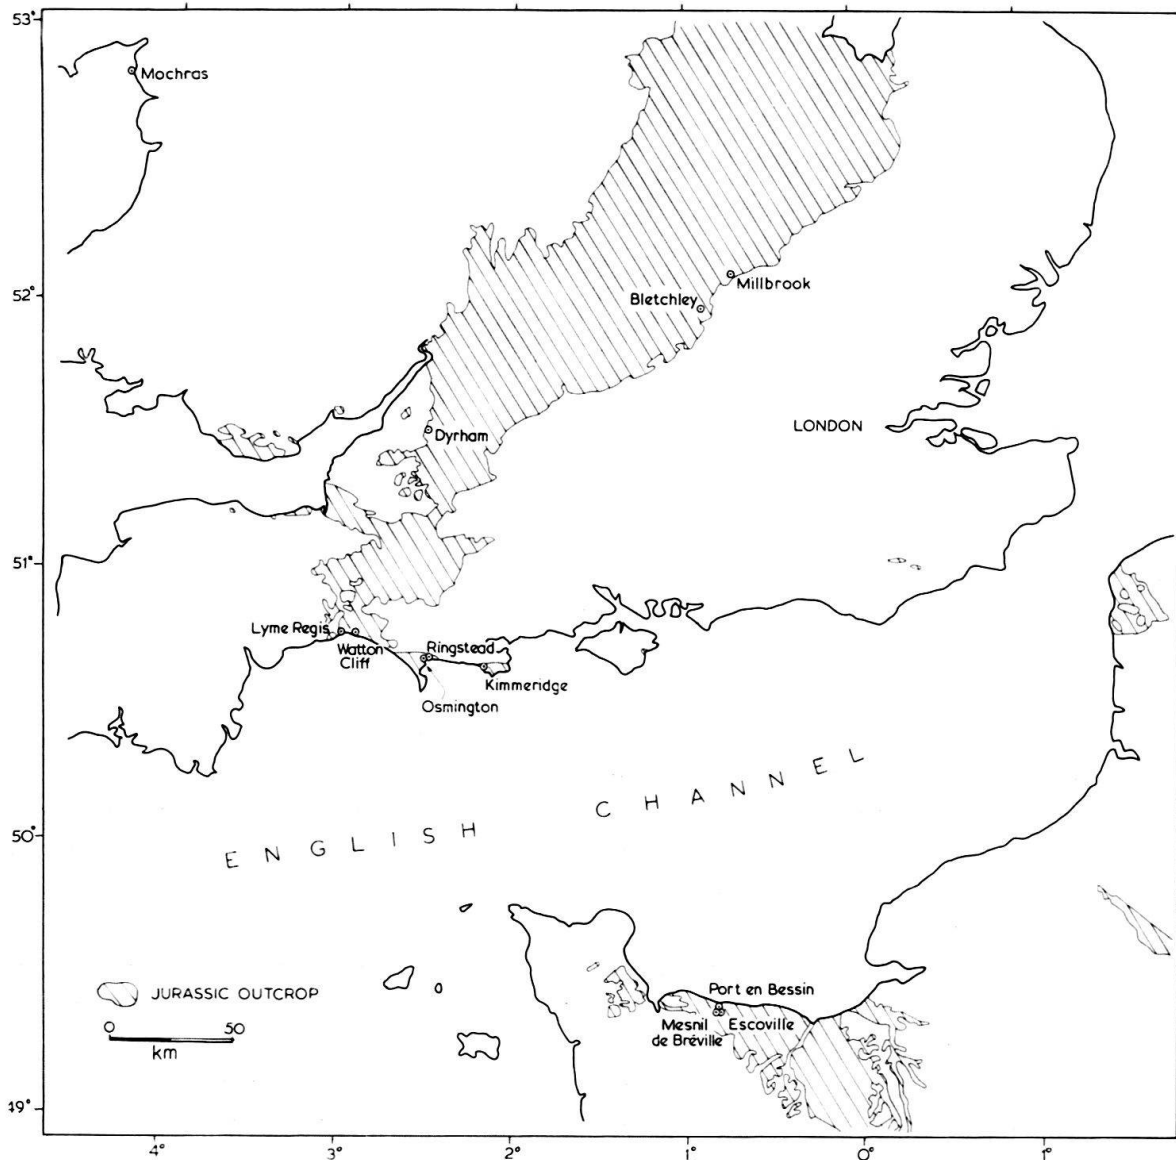 53°
Mochras
52°
Millbrook
Bletchley
Dyrham
LONDON
51°
Lyme Regis
Watton
Cliff
Ringstead
Kimmeridge
Osmington
ENGLISH CHANNEL
50°
JURASSIC OUTCROP
0 50
km
Port en Bessin
Mesnil
de Bréville
Escoville
49°
4° 3° 2° 1° 0° 1°